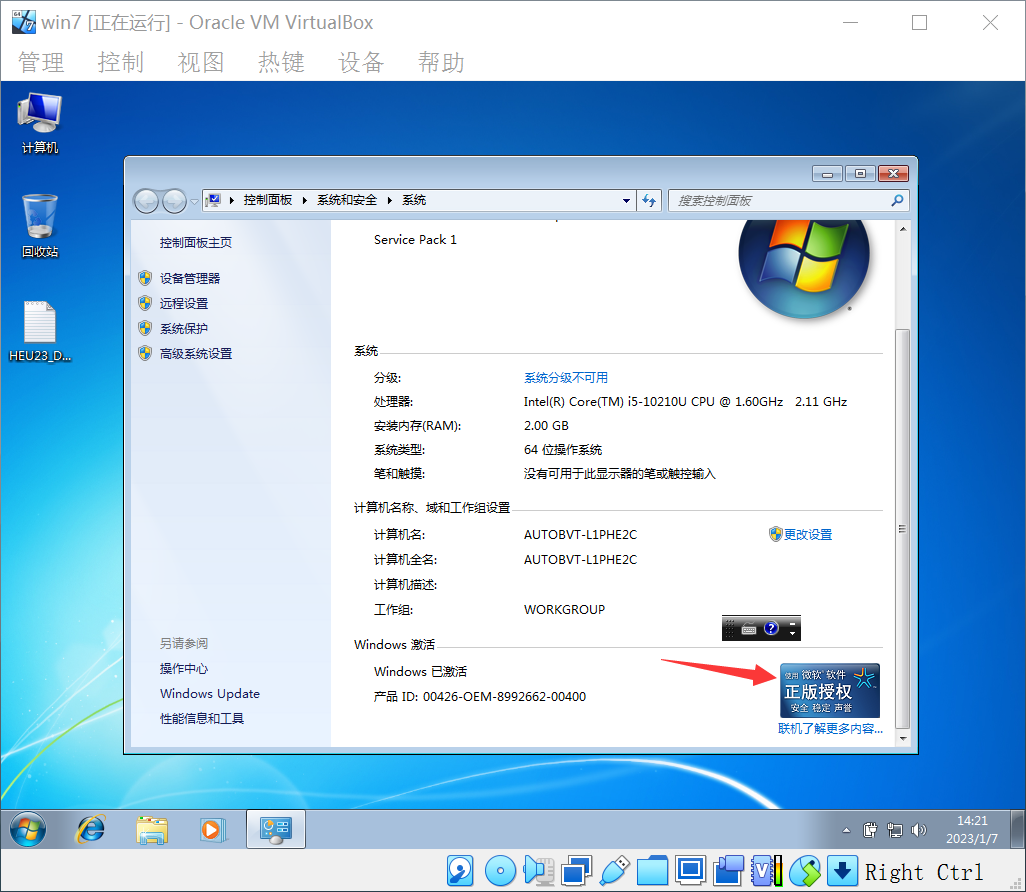 win7 [正在运行] - Oracle VM VirtualBox
管理 控制 视图 热键 设备 帮助
计算机
回收站
HEU23_D...
控制面板 系统和安全 系统
搜索控制面板
控制面板主页
设备管理器
远程设置
系统保护
高级系统设置
另请参阅
操作中心
Windows Update
性能信息和工具
Service Pack 1
系统
分级: 系统分级不可用
处理器: Intel(R) Core(TM) i5-10210U CPU @ 1.60GHz 2.11 GHz
安装内存(RAM): 2.00 GB
系统类型: 64 位操作系统
笔和触摸: 没有可用于此显示器的笔或触控输入
计算机名称、域和工作组设置
计算机名: AUTOBVT-L1PHE2C 更改设置
计算机全名: AUTOBVT-L1PHE2C
计算机描述:
工作组: WORKGROUP
Windows 激活
Windows 已激活
产品 ID: 00426-OEM-8992662-00400
使用 微软 软件
正版授权
安全 稳定 声誉
联机了解更多内容...
14:21
2023/1/7
Right Ctrl